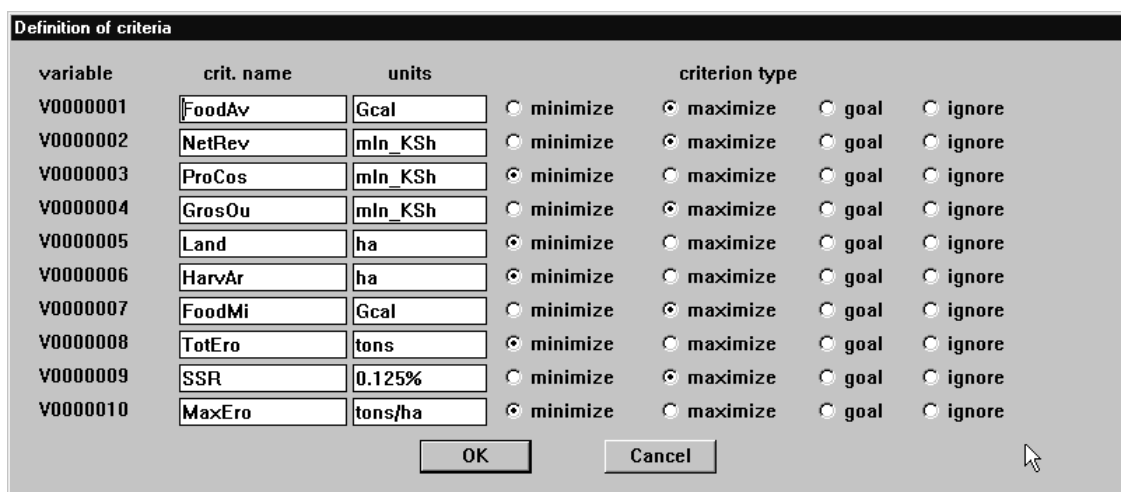 Definition of criteria
variable crit. name units criterion type
V0000001 FoodAv Gcal minimize maximize goal ignore
V0000002 NetRev mln_KSh minimize maximize goal ignore
V0000003 ProCos mln_KSh minimize maximize goal ignore
V0000004 GrosOu mln_KSh minimize maximize goal ignore
V0000005 Land ha minimize maximize goal ignore
V0000006 HarvAr ha minimize maximize goal ignore
V0000007 FoodMi Gcal minimize maximize goal ignore
V0000008 TotEro tons minimize maximize goal ignore
V0000009 SSR 0.125% minimize maximize goal ignore
V0000010 MaxEro tons/ha minimize maximize goal ignore
OK Cancel